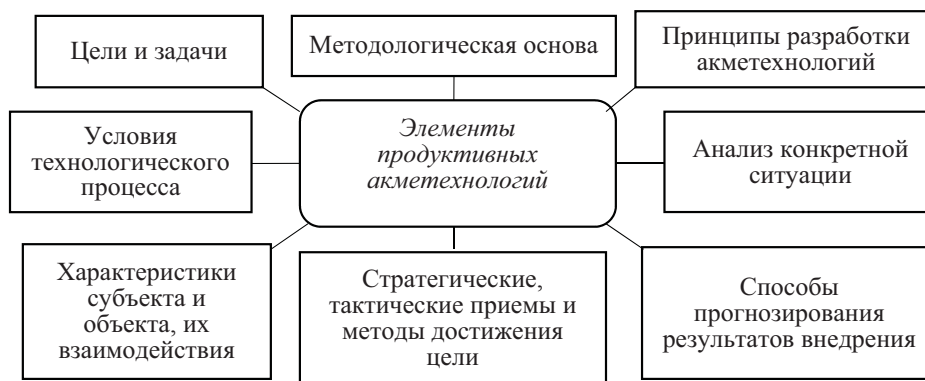 Цели и задачи
Методологическая основа
Принципы разработки
акметехнологий
Условия
технологического
процесса
Элементы
продуктивных
акметехнологий
Анализ конкретной
ситуации
Характеристики
субъекта и
объекта, их
взаимодействия
Стратегические,
тактические приемы и
методы достижения
цели
Способы
прогнозирования
результатов внедрения